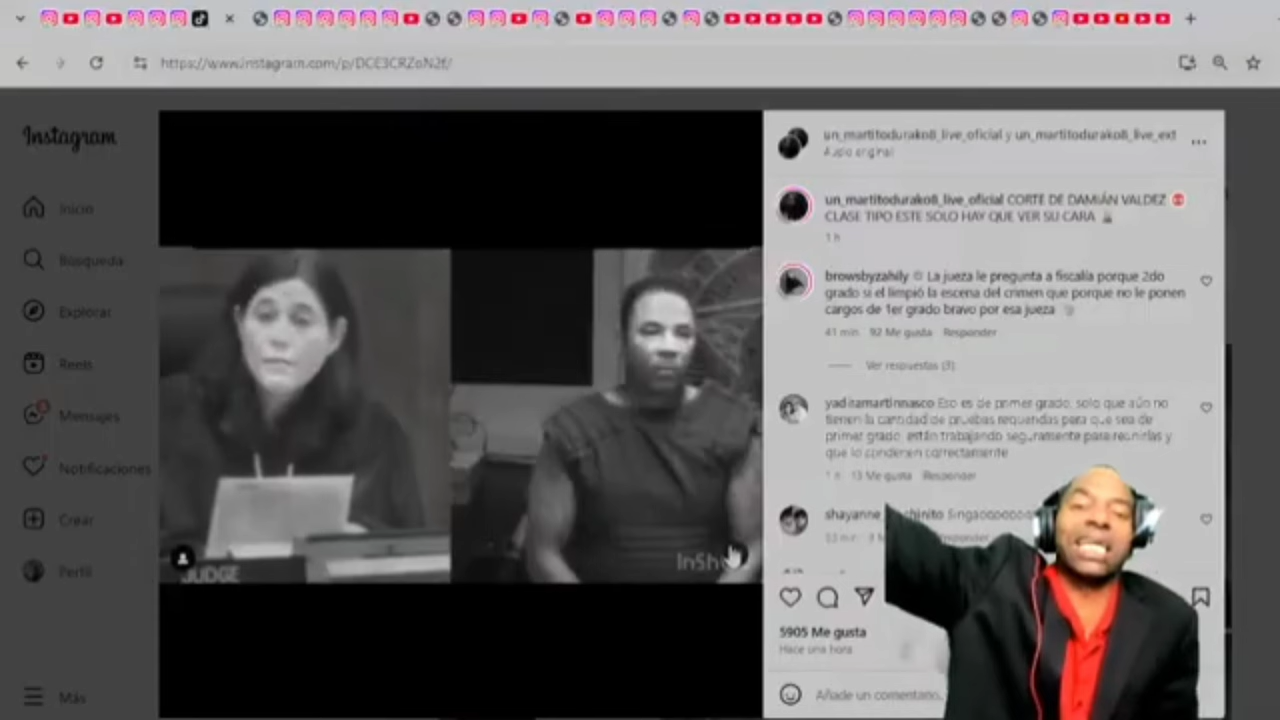 https://www.instagram.com/p/DCE3CRZoN2f/
Instagram
Inicio
Búsqueda
Explorar
Reels
Mensajes
Notificaciones
Crear
Perfil
Más
JUDGE
InSh
un_martitodurako8_live_oficial y un_martitodurako8_live_ext
Audio original
un_martitodurako8_live_oficial CORTE DE DAMIÁN VALDEZ
CLASE TIPO ESTE SOLO HAY QUE VER SU CARA
1 h
browsbyzahily La jueza le pregunta a fiscalía porque 2do
grado si el limpió la escena del crimen que porque no le ponen
cargos de 1er grado bravo por esa jueza
41 min 92 Me gusta Responder
Ver respuestas (3)
yadiramartinnasco Eso es de primer grado, solo que aún no
tienen la cantidad de pruebas requeridas para que sea de
primer grado, están trabajando seguramente para reunirlas y
que lo condenen correctamente
1 h 13 Me gusta Responder
shayanne chinito
5905 Me gusta
Hace una hora
Añade un comentario.